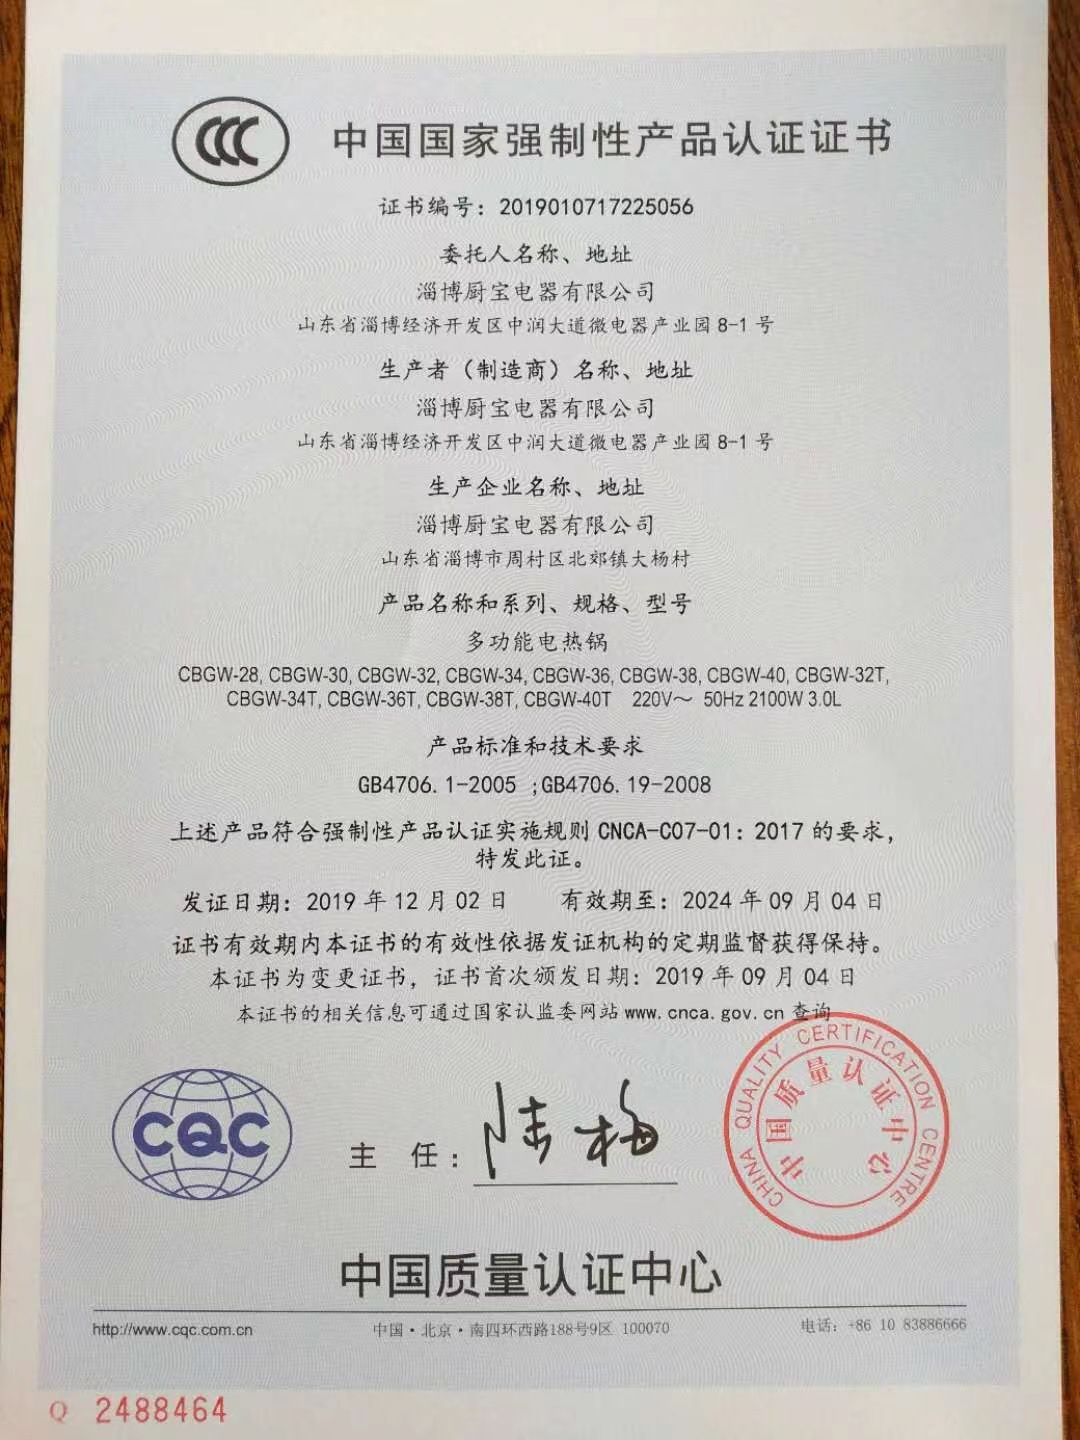 CCC 中国国家强制性产品认证证书
证书编号：2019010717225056
委托人名称、地址
淄博厨宝电器有限公司
山东省淄博经济开发区中润大道微电器产业园 8-1 号
生产者（制造商）名称、地址
淄博厨宝电器有限公司
山东省淄博经济开发区中润大道微电器产业园 8-1 号
生产企业名称、地址
淄博厨宝电器有限公司
山东省淄博市周村区北郊镇大杨村
产品名称和系列、规格、型号
多功能电热锅
CBGW-28, CBGW-30, CBGW-32, CBGW-34, CBGW-36, CBGW-38, CBGW-40, CBGW-32T,
CBGW-34T, CBGW-36T, CBGW-38T, CBGW-40T 220V～ 50Hz 2100W 3.0L
产品标准和技术要求
GB4706.1-2005 ;GB4706.19-2008
上述产品符合强制性产品认证实施规则 CNCA-C07-01：2017 的要求，
特发此证。
发证日期：2019 年 12 月 02 日 有效期至：2024 年 09 月 04 日
证书有效期内本证书的有效性依据发证机构的定期监督获得保持。
本证书为变更证书，证书首次颁发日期：2019 年 09 月 04 日
本证书的相关信息可通过国家认监委网站 www.cnca.gov.cn 查询
CHINA QUALITY CERTIFICATION CENTRE
中国质量认证中心
CQC
主 任：陆梅
中国质量认证中心
http://www.cqc.com.cn 中国·北京·南四环西路188号9区 100070 电话：+86 10 83886666
Q 2488464